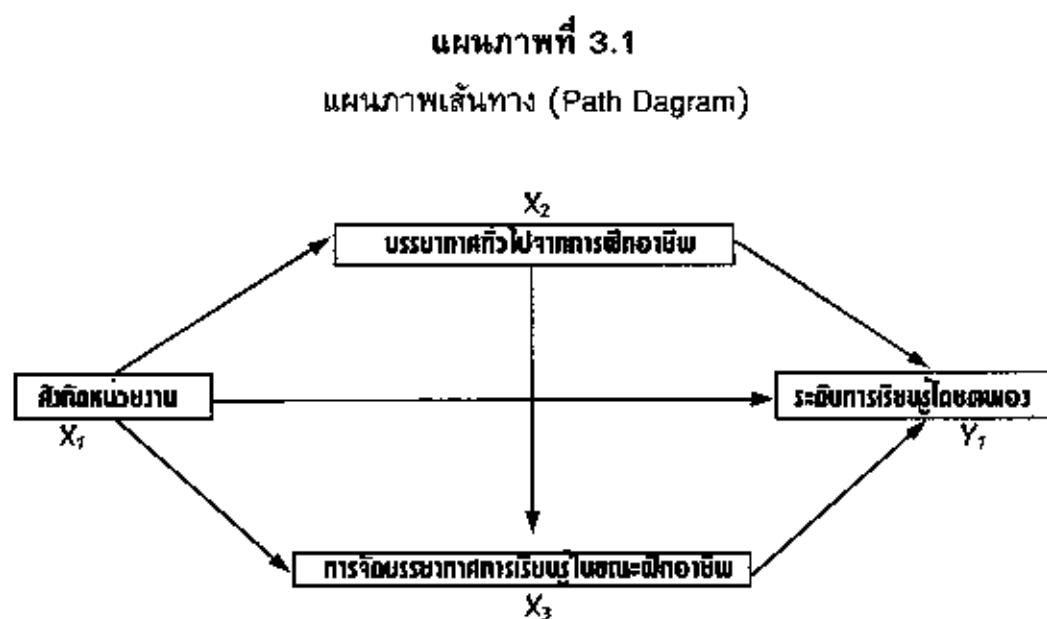 แผนภาพที่ 3.1
แผนภาพเส้นทาง (Path Dagram)
X2
บรรยากาศทั่วไปจากการฝึกอาชีพ
สังกัดหน่วยงาน
X1
ระดับการเรียนรู้โดยตนเอง
Y1
การจัดบรรยากาศการเรียนรู้ในขณะฝึกอาชีพ
X3